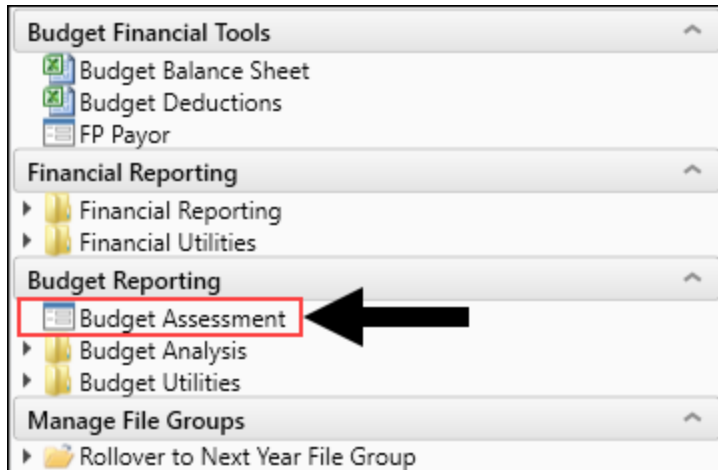 Budget Financial Tools
Budget Balance Sheet
Budget Deductions
FP Payor
Financial Reporting
Financial Reporting
Financial Utilities
Budget Reporting
Budget Assessment
Budget Analysis
Budget Utilities
Manage File Groups
Rollover to Next Year File Group